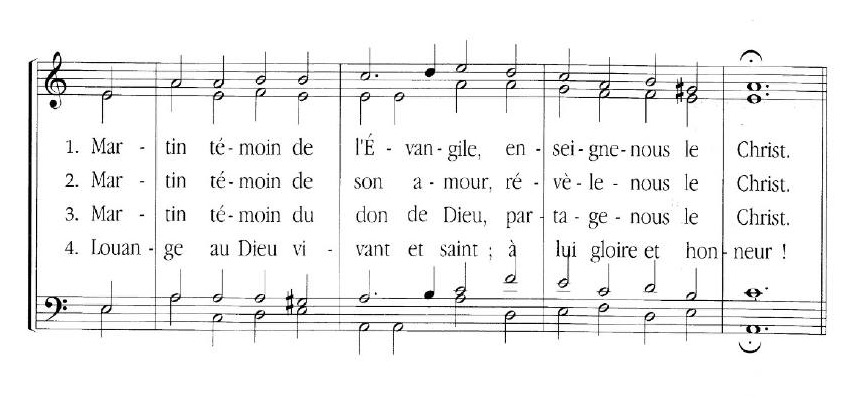 1. Mar - tin té - moin de l'É - van - gile, en - sei - gne - nous le Christ.
2. Mar - tin té - moin de son a - mour, ré - vè - le - nous le Christ.
3. Mar - tin té - moin du don de Dieu, par - ta - ge - nous le Christ.
4. Louan - ge au Dieu vi - vant et saint ; à lui gloire et hon - neur !